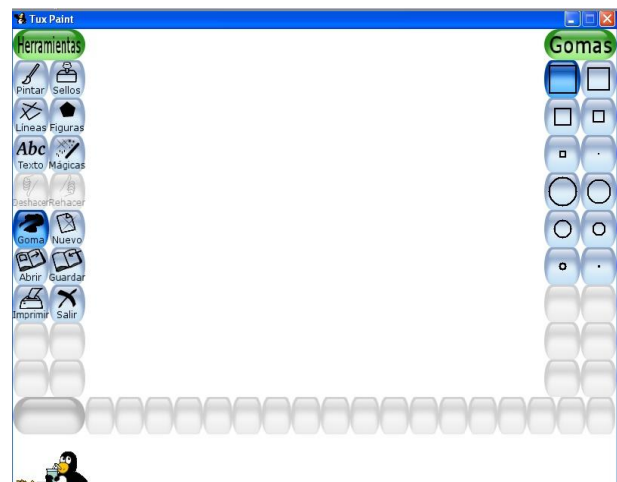 Tux Paint
Herramientas
Gomas
Pintar Sellos
Líneas Figuras
Abc
Texto Mágicas
Deshacer Rehacer
Goma Nuevo
Abrir Guardar
Imprimir Salir